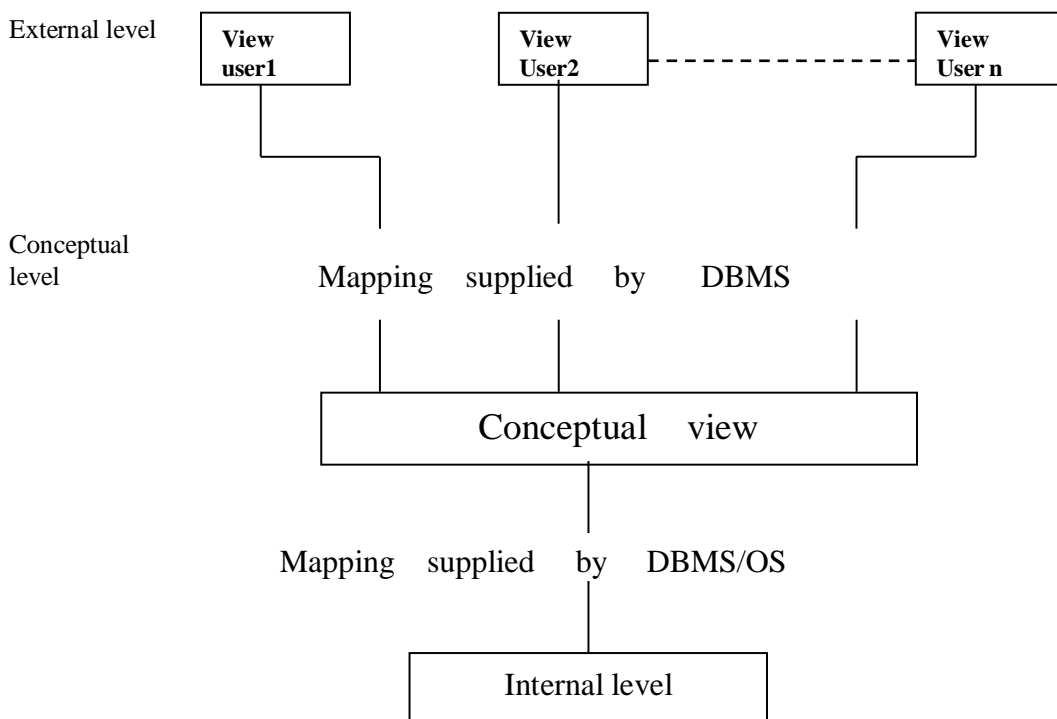 External level
View
user1
View
User2
View
User n
Conceptual
level
Mapping supplied by DBMS
Conceptual view
Mapping supplied by DBMS/OS
Internal level